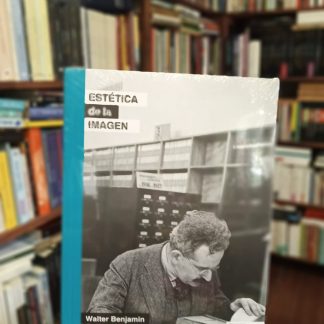 ESTÉTICA
de la
IMAGEN
Walter Benjamin